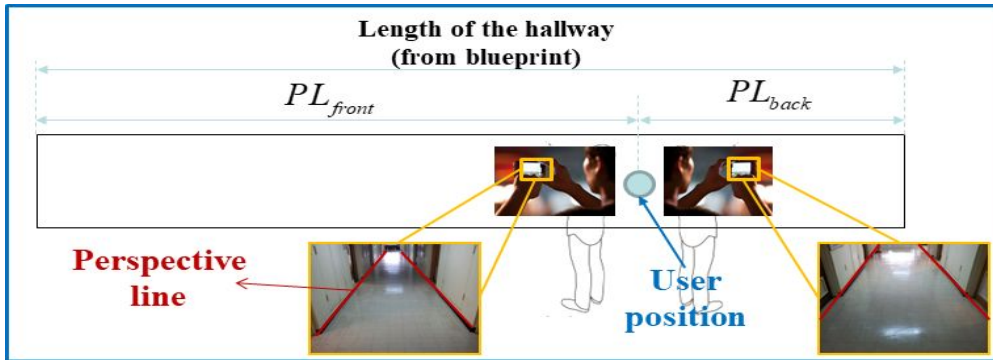 Length of the hallway
(from blueprint)
PL_front
PL_back
Perspective
line
User
position